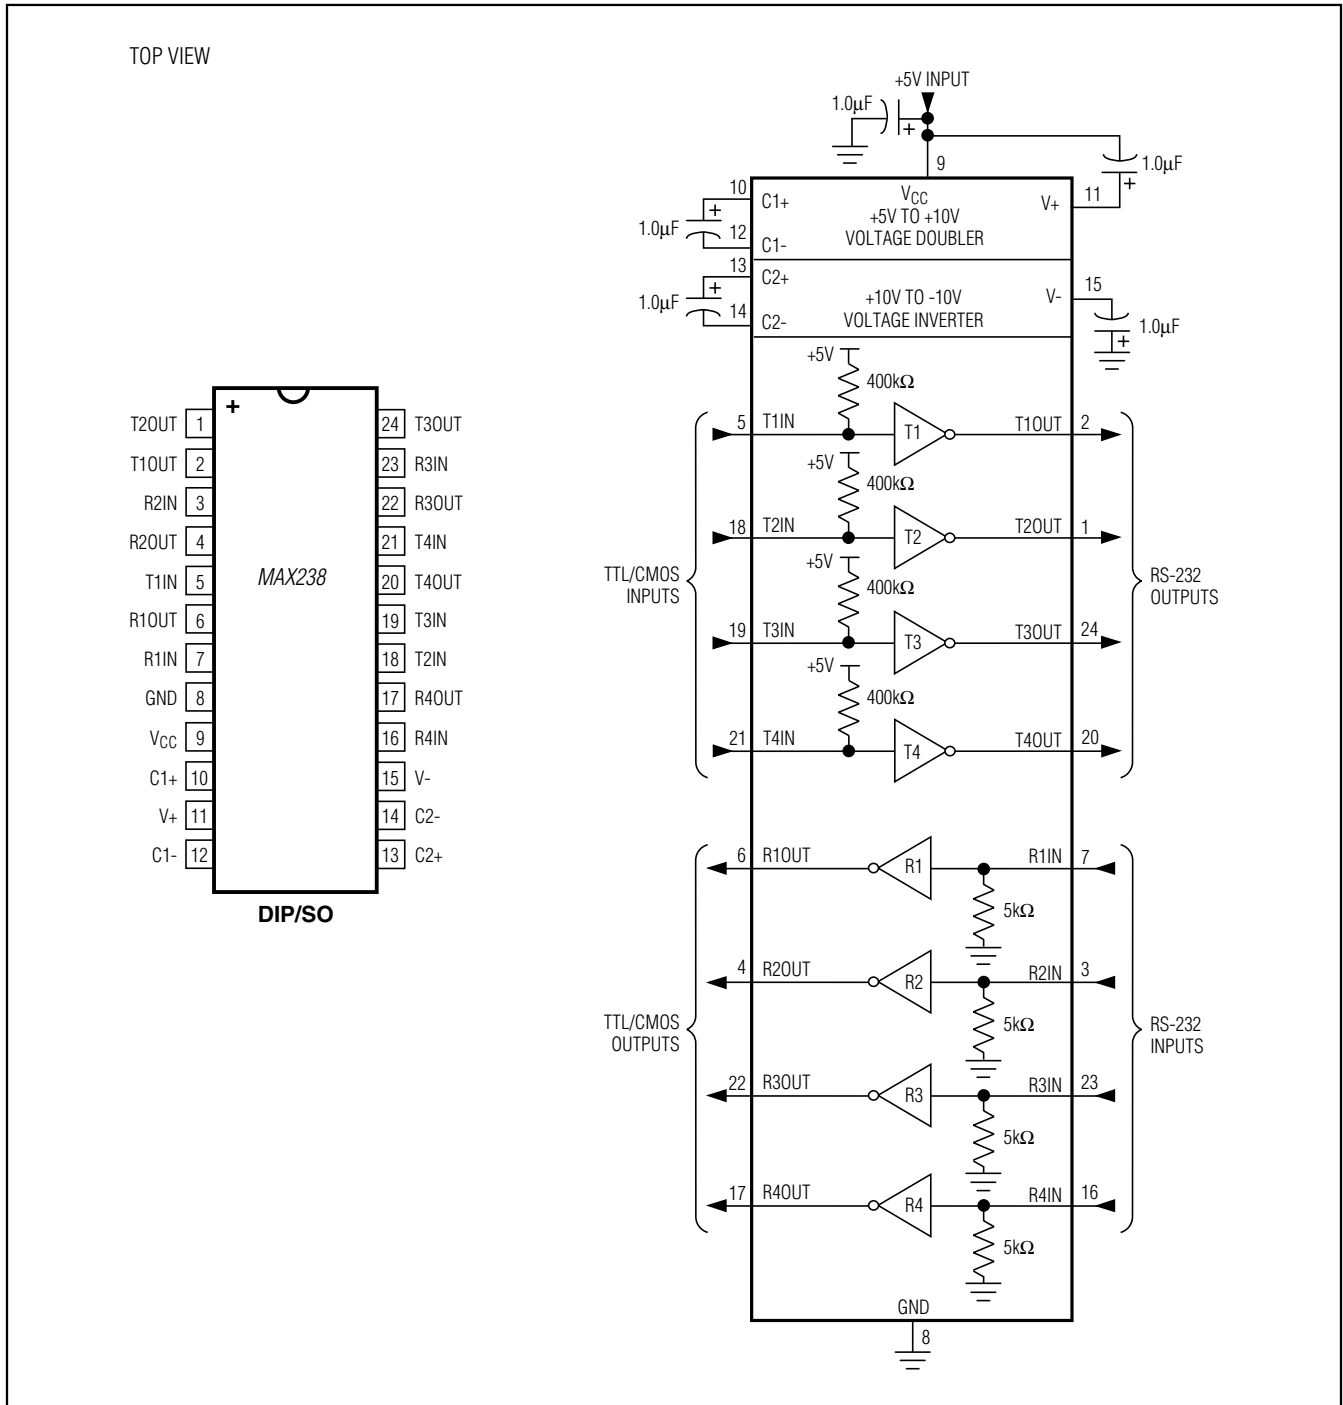 TOP VIEW
+
MAX238
T2OUT 1
T1OUT 2
R2IN 3
R2OUT 4
T1IN 5
R1OUT 6
R1IN 7
GND 8
VCC 9
C1+ 10
V+ 11
C1- 12
24 T3OUT
23 R3IN
22 R3OUT
21 T4IN
20 T4OUT
19 T3IN
18 T2IN
17 R4OUT
16 R4IN
15 V-
14 C2-
13 C2+
DIP/SO
+5V INPUT
1.0µF
+
9
1.0µF
+
11
V+
10
C1+
+
1.0µF
12
C1-
VCC
+5V TO +10V
VOLTAGE DOUBLER
13
C2+
+
1.0µF
14
C2-
+10V TO -10V
VOLTAGE INVERTER
V-
15
1.0µF
+
+5V
400kΩ
5 T1IN T1 T1OUT 2
+5V
400kΩ
18 T2IN T2 T2OUT 1
+5V
400kΩ
19 T3IN T3 T3OUT 24
+5V
400kΩ
21 T4IN T4 T4OUT 20
TTL/CMOS
INPUTS
RS-232
OUTPUTS
6 R1OUT R1 R1IN 7
5kΩ
4 R2OUT R2 R2IN 3
5kΩ
22 R3OUT R3 R3IN 23
5kΩ
17 R4OUT R4 R4IN 16
5kΩ
TTL/CMOS
OUTPUTS
RS-232
INPUTS
GND
8